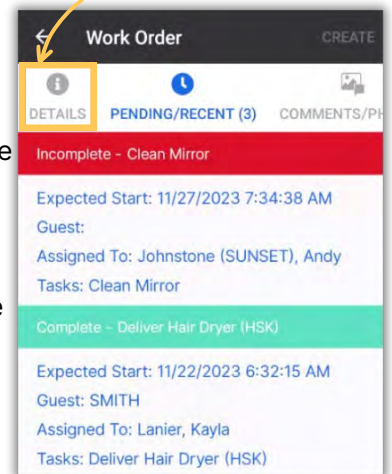 Work Order
CREATE
DETAILS
PENDING/RECENT (3)
COMMENTS/PH
e
Incomplete - Clean Mirror
Expected Start: 11/27/2023 7:34:38 AM
Guest:
Assigned To: Johnstone (SUNSET), Andy
Tasks: Clean Mirror
e
Complete - Deliver Hair Dryer (HSK)
Expected Start: 11/22/2023 6:32:15 AM
Guest: SMITH
Assigned To: Lanier, Kayla
Tasks: Deliver Hair Dryer (HSK)